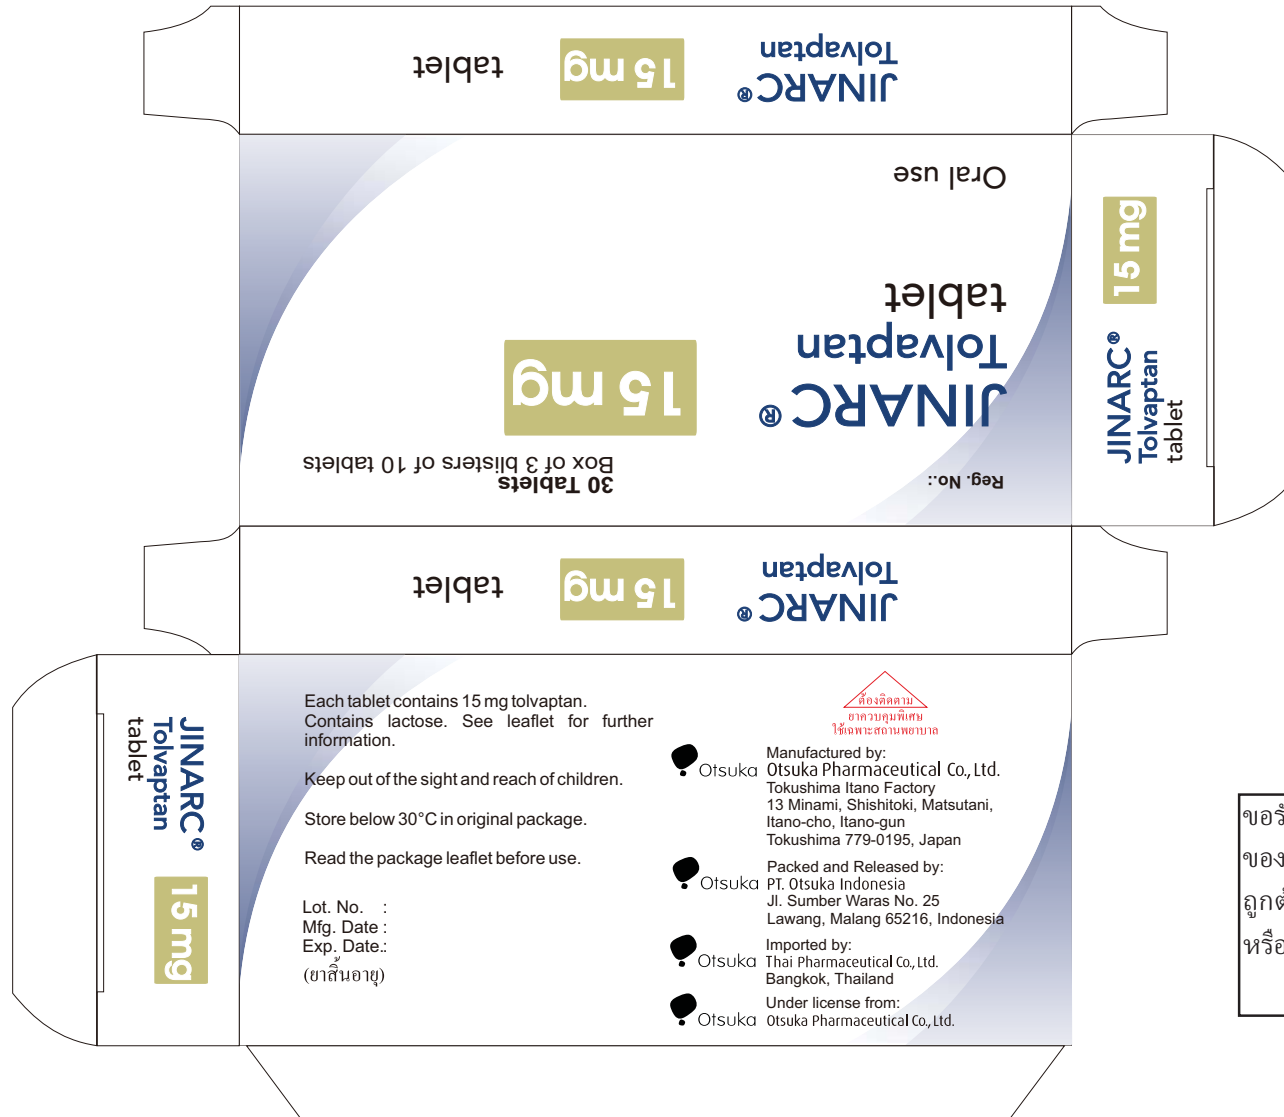 JINARC®
Tolvaptan
15 mg
tablet
Oral use
JINARC®
Tolvaptan
tablet
15 mg
Reg. No.:
30 Tablets
Box of 3 blisters of 10 tablets
JINARC®
Tolvaptan
tablet
15 mg
JINARC®
Tolvaptan
15 mg
tablet
JINARC®
Tolvaptan
tablet
15 mg
Each tablet contains 15 mg tolvaptan.
Contains lactose. See leaflet for further
information.
Keep out of the sight and reach of children.
Store below 30°C in original package.
Read the package leaflet before use.
Lot. No. :
Mfg. Date :
Exp. Date.:
(ยาสิ้นอายุ)
ต้องติดตาม
ยาควบคุมพิเศษ
ใช้เฉพาะสถานพยาบาล
Otsuka
Manufactured by:
Otsuka Pharmaceutical Co., Ltd.
Tokushima Itano Factory
13 Minami, Shishitoki, Matsutani,
Itano-cho, Itano-gun
Tokushima 779-0195, Japan
Otsuka
Packed and Released by:
PT. Otsuka Indonesia
Jl. Sumber Waras No. 25
Lawang, Malang 65216, Indonesia
Otsuka
Imported by:
Thai Pharmaceutical Co., Ltd.
Bangkok, Thailand
Otsuka
Under license from:
Otsuka Pharmaceutical Co., Ltd.
ของ
หรือ